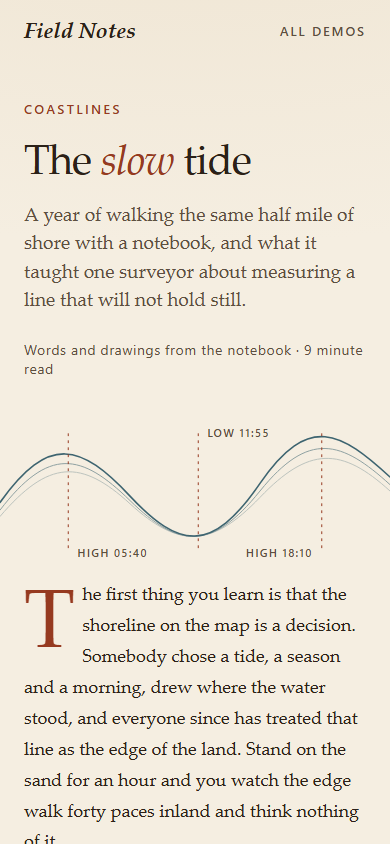 Field Notes
ALL DEMOS
COASTLINES
The slow tide
A year of walking the same half mile of
shore with a notebook, and what it
taught one surveyor about measuring a
line that will not hold still.
Words and drawings from the notebook · 9 minute
read
LOW 11:55
HIGH 05:40
HIGH 18:10
The first thing you learn is that the
shoreline on the map is a decision.
Somebody chose a tide, a season
and a morning, drew where the water
stood, and everyone since has treated that
line as the edge of the land. Stand on the
sand for an hour and you watch the edge
walk forty paces inland and think nothing
of it.